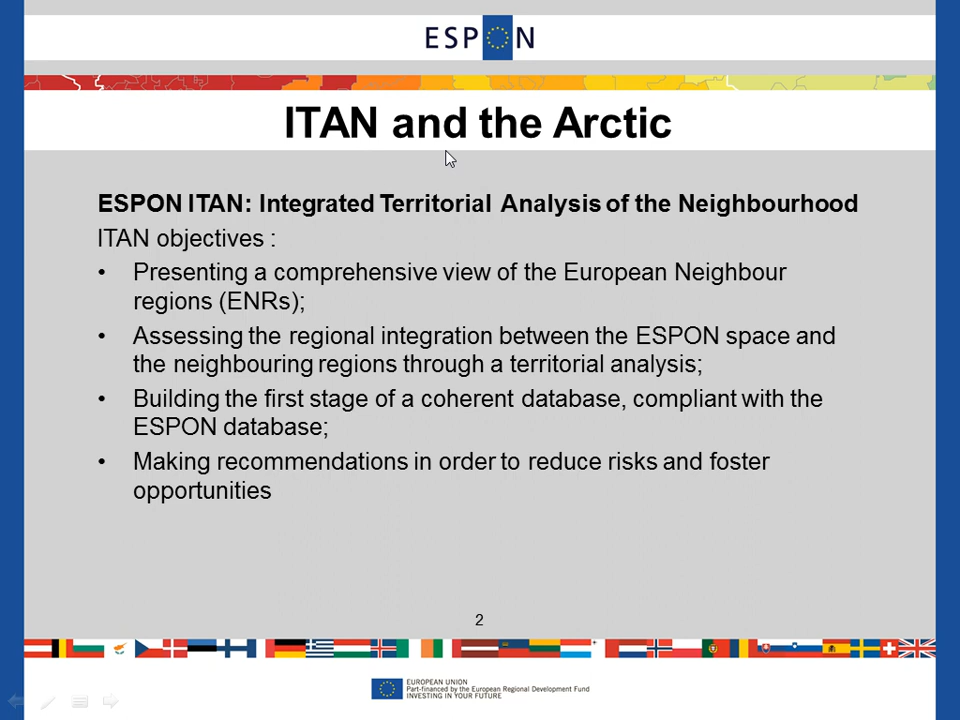 ESPON
ITAN and the Arctic
ESPON ITAN: Integrated Territorial Analysis of the Neighbourhood
ITAN objectives :
• Presenting a comprehensive view of the European Neighbour
regions (ENRs);
• Assessing the regional integration between the ESPON space and
the neighbouring regions through a territorial analysis;
• Building the first stage of a coherent database, compliant with the
ESPON database;
• Making recommendations in order to reduce risks and foster
opportunities
2
EUROPEAN UNION
Part-financed by the European Regional Development Fund
INVESTING IN YOUR FUTURE